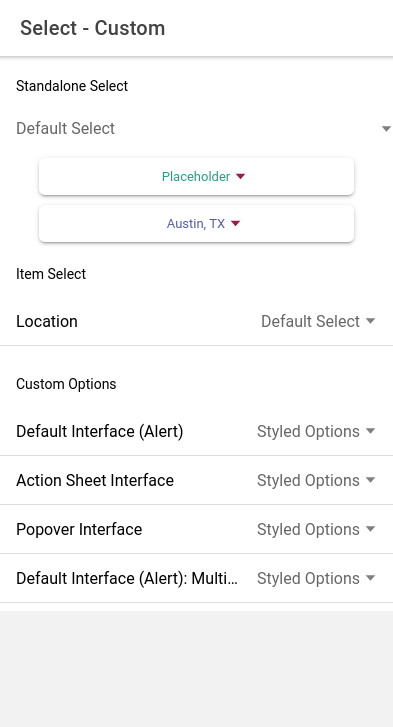 Select - Custom
Standalone Select
Default Select
Placeholder
Austin, TX
Item Select
Location Default Select
Custom Options
Default Interface (Alert) Styled Options
Action Sheet Interface Styled Options
Popover Interface Styled Options
Default Interface (Alert): Multi... Styled Options